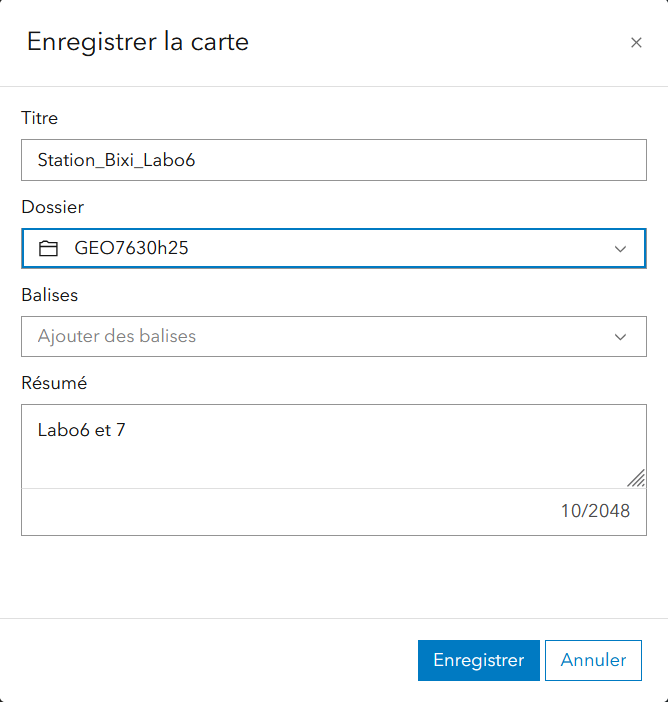 Enregistrer la carte
Titre
Station_Bixi_Labo6
Dossier
GEO7630h25
Balises
Ajouter des balises
Résumé
Labo6 et 7
10/2048
Enregistrer
Annuler